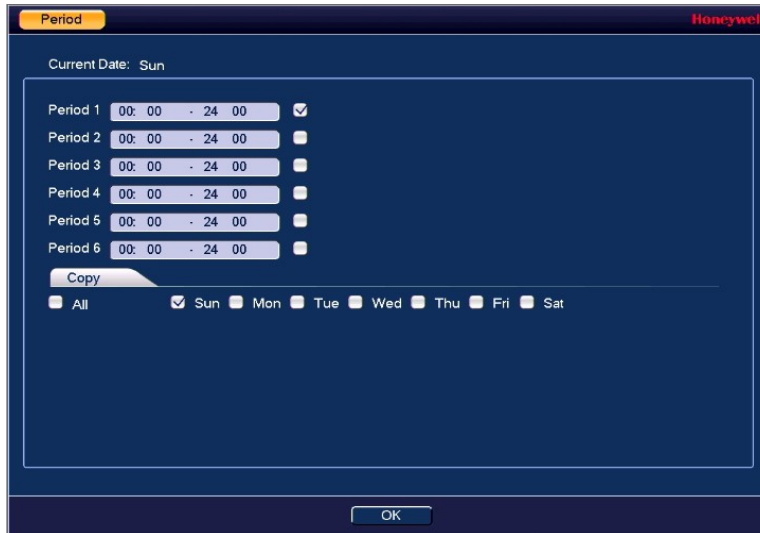 Period Honeywel
Current Date: Sun
Period 1 00: 00 - 24 00
Period 2 00: 00 - 24 00
Period 3 00: 00 - 24 00
Period 4 00: 00 - 24 00
Period 5 00: 00 - 24 00
Period 6 00: 00 - 24 00
Copy
All Sun Mon Tue Wed Thu Fri Sat
OK